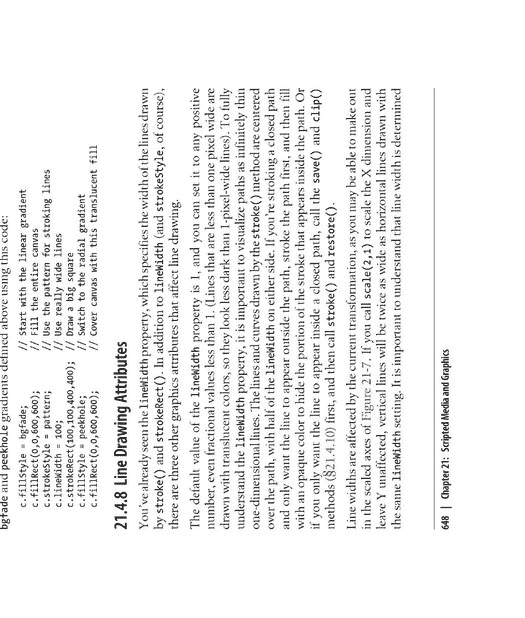 bgfade and peekhole gradients defined above using this code:
c.fillStyle = bgfade; // Start with the linear gradient
c.fillRect(0,0,600,600); // Fill the entire canvas
c.strokeStyle = pattern; // Use the pattern for stroking lines
c.lineWidth = 100; // Use really wide lines
c.strokeRect(100,100,400,400); // Draw a big square
c.fillStyle = peekhole; // Switch to the radial gradient
c.fillRect(0,0,600,600); // Cover canvas with this translucent fill
21.4.8 Line Drawing Attributes
You've already seen the lineWidth property, which specifies the width of the lines drawn
by stroke() and strokeRect(). In addition to lineWidth (and strokeStyle, of course),
there are three other graphics attributes that affect line drawing.
The default value of the lineWidth property is 1, and you can set it to any positive
number, even fractional values less than 1. (Lines that are less than one pixel wide are
drawn with translucent colors, so they look less dark than 1-pixel-wide lines). To fully
understand the lineWidth property, it is important to visualize paths as infinitely thin
one-dimensional lines. The lines and curves drawn by the stroke() method are centered
over the path, with half of the lineWidth on either side. If you're stroking a closed path
and only want the line to appear outside the path, stroke the path first, and then fill
with an opaque color to hide the portion of the stroke that appears inside the path. Or
if you only want the line to appear inside a closed path, call the save() and clip()
methods (§21.4.10) first, and then call stroke() and restore().
Line widths are affected by the current transformation, as you may be able to make out
in the scaled axes of Figure 21-7. If you call scale(2,1) to scale the X dimension and
leave Y unaffected, vertical lines will be twice as wide as horizontal lines drawn with
the same lineWidth setting. It is important to understand that line width is determined
648 | Chapter 21: Scripted Media and Graphics